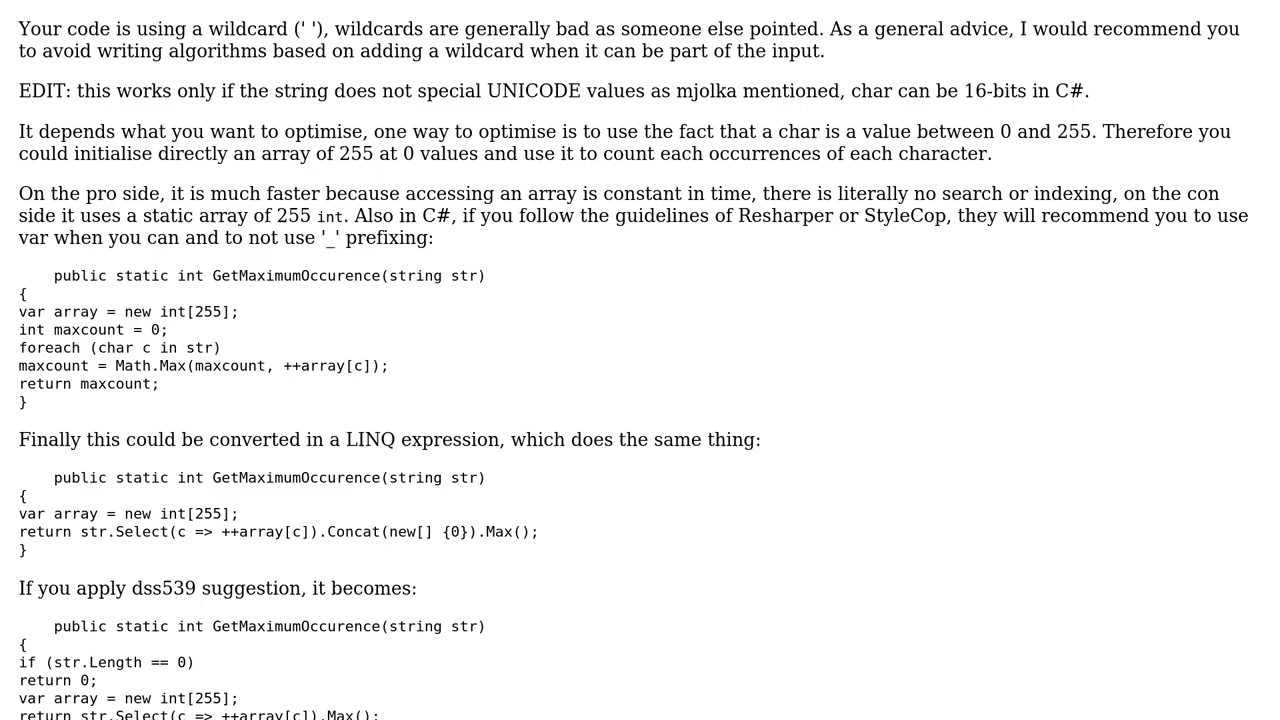 Your code is using a wildcard (' '), wildcards are generally bad as someone else pointed. As a general advice, I would recommend you
to avoid writing algorithms based on adding a wildcard when it can be part of the input.
EDIT: this works only if the string does not special UNICODE values as mjolka mentioned, char can be 16-bits in C#.
It depends what you want to optimise, one way to optimise is to use the fact that a char is a value between 0 and 255. Therefore you
could initialise directly an array of 255 at 0 values and use it to count each occurrences of each character.
On the pro side, it is much faster because accessing an array is constant in time, there is literally no search or indexing, on the con
side it uses a static array of 255 int. Also in C#, if you follow the guidelines of Resharper or StyleCop, they will recommend you to use
var when you can and to not use '_' prefixing:
public static int GetMaximumOccurence(string str)
{
var array = new int[255];
int maxcount = 0;
foreach (char c in str)
maxcount = Math.Max(maxcount, ++array[c]);
return maxcount;
}
Finally this could be converted in a LINQ expression, which does the same thing:
public static int GetMaximumOccurence(string str)
{
var array = new int[255];
return str.Select(c => ++array[c]).Concat(new[] {0}).Max();
}
If you apply dss539 suggestion, it becomes:
public static int GetMaximumOccurence(string str)
{
if (str.Length == 0)
return 0;
var array = new int[255];
return str.Select(c => ++array[c]).Max();